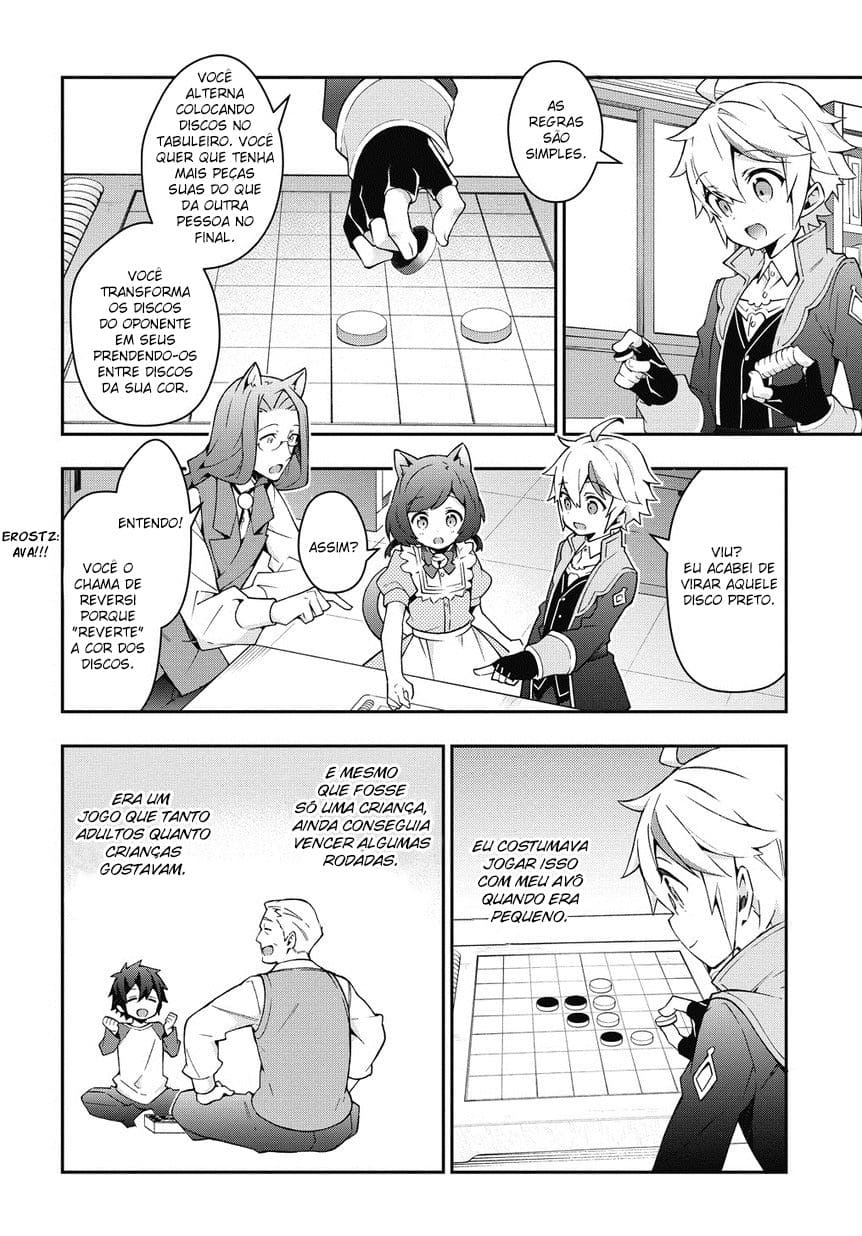 AS
REGRAS
SÃO
SIMPLES.
VOCÊ
ALTERNA
COLOCANDO
DISCOS NO
TABULEIRO. VOCÊ
QUER QUE TENHA
MAIS PEÇAS
SUAS DO QUE
DA OUTRA
PESSOA NO
FINAL.
VOCÊ
TRANSFORMA
OS DISCOS
DO OPONENTE
EM SEUS
PRENDENDO-OS
ENTRE DISCOS
DA SUA COR.
VIU?
EU ACABEI DE
VIRAR AQUELE
DISCO PRETO.
ASSIM?
ENTENDO!
VOCÊ O
CHAMA DE
REVERSI
PORQUE
"REVERTE"
A COR DOS
DISCOS.
EROSTZ:
AVA!!!
EU COSTUMAVA
JOGAR ISSO
COM MEU AVÔ
QUANDO ERA
PEQUENO.
E MESMO
QUE FOSSE
SÓ UMA CRIANÇA,
AINDA CONSEGUIA
VENCER ALGUMAS
RODADAS.
ERA UM
JOGO QUE TANTO
ADULTOS QUANTO
CRIANÇAS
GOSTAVAM.